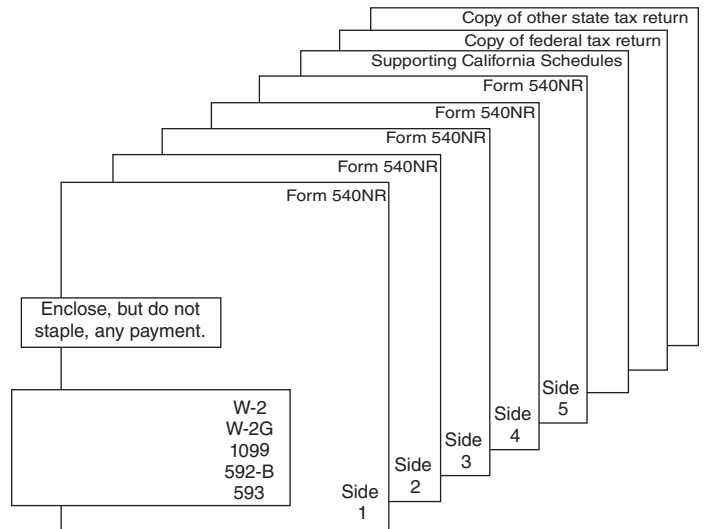 Copy of other state tax return
Copy of federal tax return
Supporting California Schedules
Form 540NR
Form 540NR
Form 540NR
Form 540NR
Form 540NR
Enclose, but do not
staple, any payment.
W-2
W-2G
1099
592-B
593
Side
1
Side
2
Side
3
Side
4
Side
5